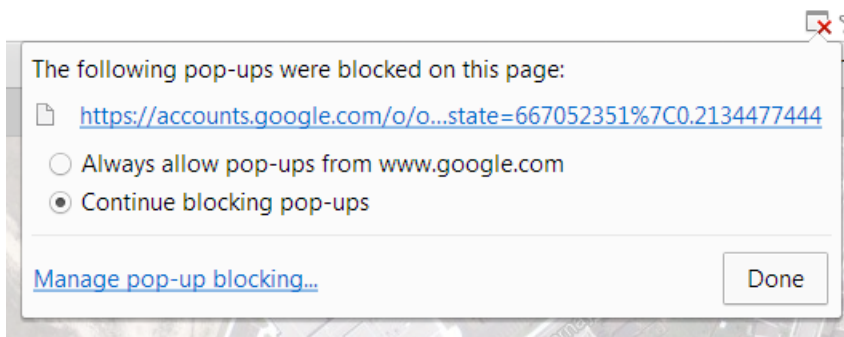 The following pop-ups were blocked on this page:
https://accounts.google.com/o/o...state=667052351%7C0.2134477444
Always allow pop-ups from www.google.com
Continue blocking pop-ups
Manage pop-up blocking...
Done